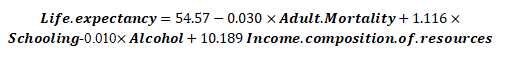 Life.expectancy = 54.57 − 0.030 × Adult.Mortality + 1.116 ×
Schooling-0.010× Alcohol + 10.189 Income.composition.of.resources